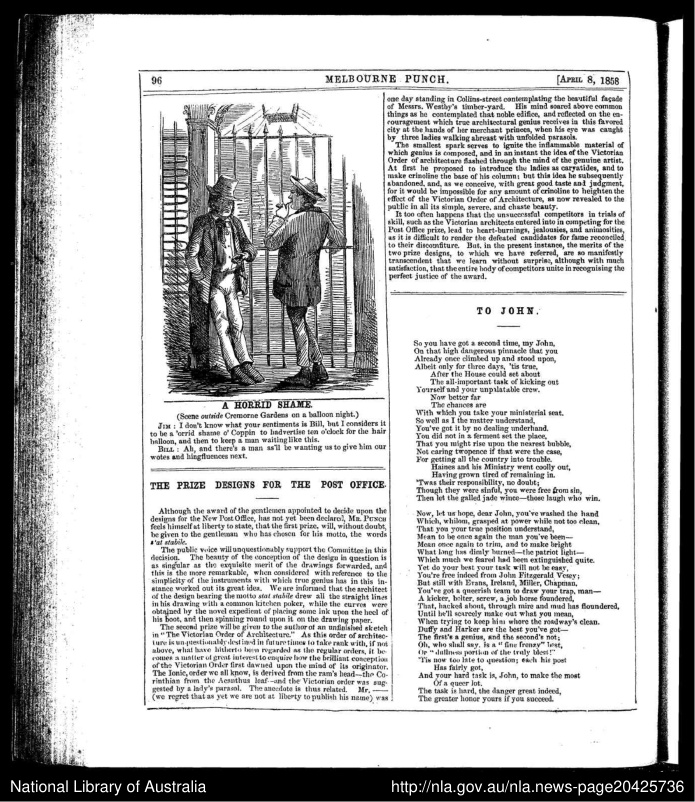 96
MELBOURNE PUNCH.
[APRIL 8, 1858
A HORRID SHAME.
(Scene outside Cremorne Gardens on a balloon night.)
JIM : I don't know what your sentiments is Bill, but I considers it
to be a 'orrid shame o' Coppin to hadvertise ten o'clock for the hair
balloon, and then to keep a man waiting like this.
BILL : Ah, and there's a man as'll be wanting us to give him our
wotes and hingfluences next.
THE PRIZE DESIGNS FOR THE POST OFFICE.
Although the award of the gentlemen appointed to decide upon the
designs for the New Post Office, has not yet been declared, MR. PUNCH
feels himself at liberty to state, that the first prize, will, without doubt,
be given to the gentleman who has chosen for his motto, the words
stat stabile.
The public voice will unquestionably support the Committee in this
decision. The beauty of the conception of the design in question is
as singular as the exquisite merit of the drawings forwarded, and
this is the more remarkable, when considered with reference to the
simplicity of the instruments with which true genius has in this in-
stance worked out its great idea. We are informed that the architect
of the design bearing the motto stat stabile drew all the straight lines
in his drawing with a common kitchen poker, while the curves were
obtained by the novel expedient of placing some ink upon the heel of
his boot, and then spinning round upon it on the drawing paper.
The second prize will be given to the author of an unfinished sketch
in "The Victorian Order of Architecture." As this order of architec-
ture is unquestionably destined in future times to take rank with, if not
above, what have hitherto been regarded as the regular orders, it be-
comes a matter of great interest to enquire how the brilliant conception
of the Victorian Order first dawned upon the mind of its originator.
The Ionic, order we all know, is derived from the ram's head—the Co-
rinthian from the Acanthus leaf—and the Victorian order was sug-
gested by a lady's parasol. The anecdote is thus related. Mr. ——
(we regret that as yet we are not at liberty to publish his name) was
one day standing in Collins-street contemplating the beautiful façade
of Messrs. Westby's timber-yard. His mind soared above common
things as he contemplated that noble edifice, and reflected on the en-
couragement which true architectural genius receives in this favored
city at the hands of her merchant princes, when his eye was caught
by three ladies walking abreast with unfolded parasols.
The smallest spark serves to ignite the inflammable material of
which genius is composed, and in an instant the idea of the Victorian
Order of architecture flashed through the mind of the genuine artist.
At first he proposed to introduce the ladies as caryatides, and to
make crinoline the base of his column; but this idea he subsequently
abandoned, and, as we conceive, with great good taste and judgment,
for it would be impossible for any amount of crinoline to heighten the
effect of the Victorian Order of Architecture, as now revealed to the
public in all its simple, severe, and chaste beauty.
It too often happens that the unsuccessful competitors in trials of
skill, such as the Victorian architects entered into in competing for the
Post Office prize, lead to heart-burnings, jealousies, and animosities,
as it is difficult to render the defeated candidates for fame reconciled
to their discomfiture. But, in the present instance, the merits of the
two prize designs, to which we have referred, are so manifestly
transcendent that we learn without surprise, although with much
satisfaction, that the entire body of competitors unite in recognising the
perfect justice of the award.
TO JOHN.
So you have got a second time, my John,
On that high dangerous pinnacle that you
Already once climbed up and stood upon,
Albeit only for three days, 'tis true,
After the House could set about
The all-important task of kicking out
Yourself and your unpalatable crew.
Now better far
The chances are
With which you take your ministerial seat.
So well as I the matter understand,
You've got it by no dealing underhand.
You did not in a ferment set the place,
That you might rise upon the nearest bubble,
Not caring twopence if that were the case,
For getting all the country into trouble.
Haines and his Ministry went coolly out,
Having grown tired of remaining in.
'Twas their responsibility, no doubt;
Though they were sinful, you were free from sin,
Then let the galled jade wince—those laugh who win.
Now, let us hope, dear John, you've washed the hand
Which, whilom, grasped at power while not too clean,
That you your true position understand,
Mean to be once again the man you've been—
Mean once again to trim, and to make bright
What long has dimly burned—the patriot light—
Which much we feared had been extinguished quite.
Yet do your best your task will not be easy,
You're free indeed from John Fitzgerald Vesey;
But still with Evans, Ireland, Miller, Chapman,
You've got a queerish team to draw your trap, man—
A kicker, bolter, screw, a job horse foundered,
That, hacked about, through mire and mud has floundered,
Until he'll scarcely make out what you mean,
When trying to keep him where the roadway's clean.
Duffy and Harker are the best you've got—
The first's a genius, and the second's not;
Oh, who shall say, is a "fine frenzy" best,
Or "dullness portion of the truly blest!"
'Tis now too late to question; each his post
Has fairly got,
And your hard task is, John, to make the most
Of a queer lot.
The task is hard, the danger great indeed,
The greater honor yours if you succeed.
National Library of Australia
http://nla.gov.au/nla.news-page20425736